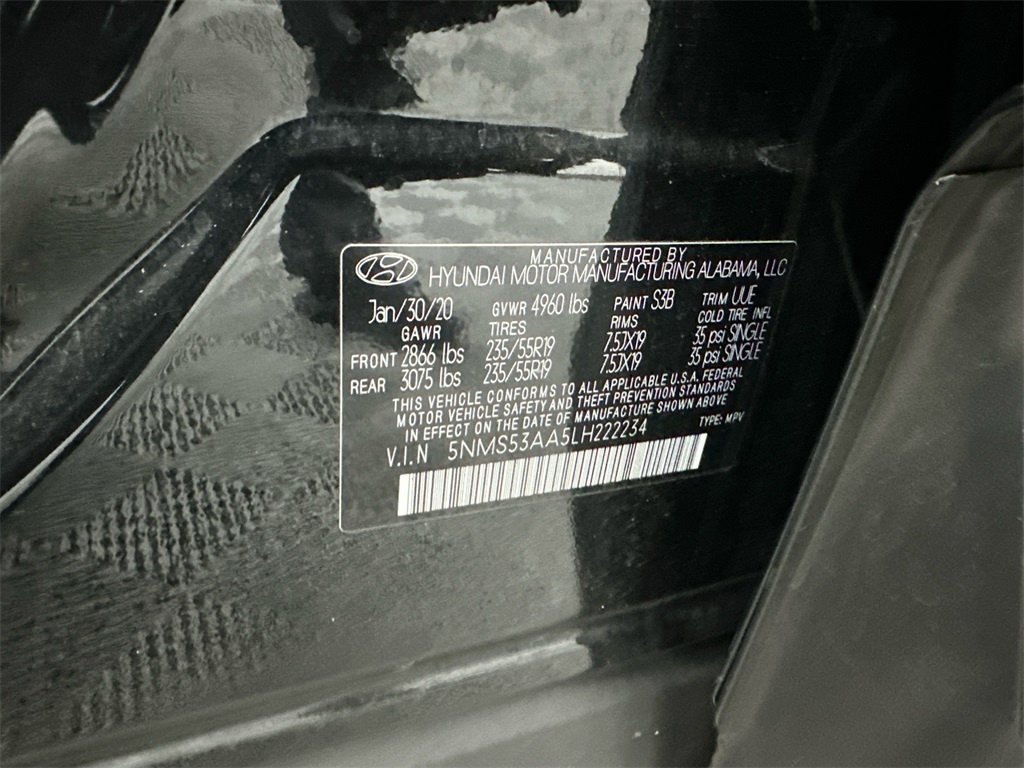 MANUFACTURED BY
HYUNDAI MOTOR MANUFACTURING ALABAMA, LLC
Jan/30/20 GVWR 4960 lbs PAINT S3B TRIM UUE
GAWR TIRES RIMS COLD TIRE INFL
FRONT 2866 lbs 235/55R19 7.5JX19 35 psi SINGLE
REAR 3075 lbs 235/55R19 7.5JX19 35 psi SINGLE
THIS VEHICLE CONFORMS TO ALL APPLICABLE U.S.A. FEDERAL
MOTOR VEHICLE SAFETY AND THEFT PREVENTION STANDARDS
IN EFFECT ON THE DATE OF MANUFACTURE SHOWN ABOVE
V.I.N 5NMS53AA5LH222234 TYPE: MPV